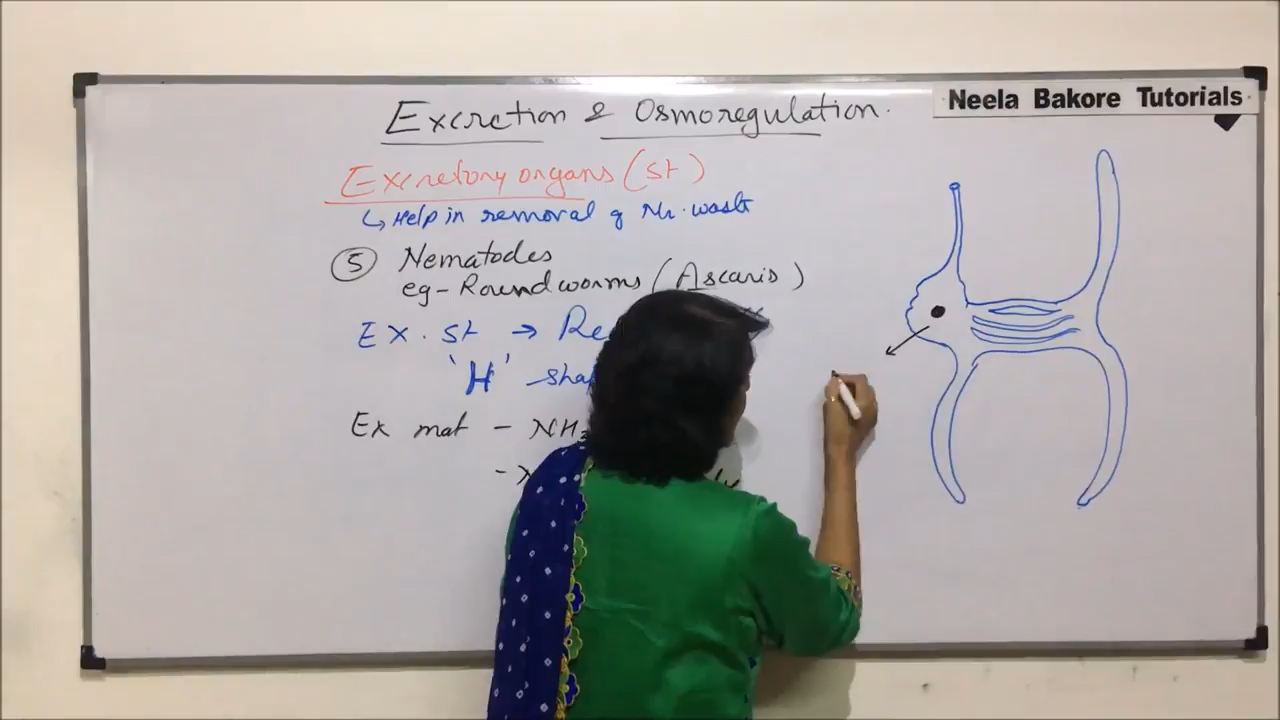 Excretion & Osmoregulation.
Neela Bakore Tutorials
Excretory organs (st)
↳ Help in removal of Nr. waste
5 Nematodes
eg- Roundworms (Ascaris)
Ex. st → Re
'H' shap
Ex mat - NH3